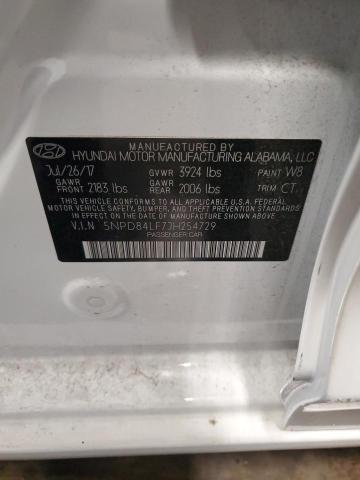 MANUFACTURED BY
HYUNDAI MOTOR MANUFACTURING ALABAMA, LLC
Jul/26/17 GVWR 3924 lbs PAINT W8
GAWR FRONT 2183 lbs GAWR REAR 2006 lbs TRIM CT
THIS VEHICLE CONFORMS TO ALL APPLICABLE U.S. FEDERAL
MOTOR VEHICLE SAFETY, BUMPER, AND THEFT PREVENTION
STANDARDS IN EFFECT ON THE DATE OF MANUFACTURE SHOWN ABOVE.
V.I.N 5NPD84LF7JH254729
PASSENGER CAR